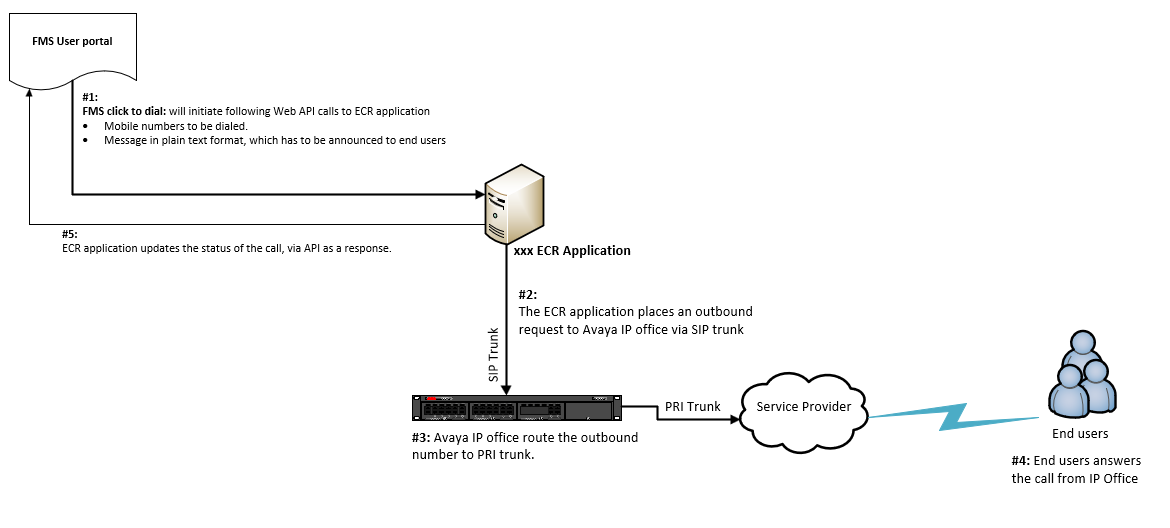 FMS User portal
#1:
FMS click to dial: will initiate following Web API calls to ECR application
• Mobile numbers to be dialed.
• Message in plain text format, which has to be announced to end users
#5:
ECR application updates the status of the call, via API as a response.
xxx ECR Application
#2:
The ECR application places an outbound
request to Avaya IP office via SIP trunk
SIP Trunk
#3: Avaya IP office route the outbound
number to PRI trunk.
PRI Trunk
Service Provider
End users
#4: End users answers
the call from IP Office